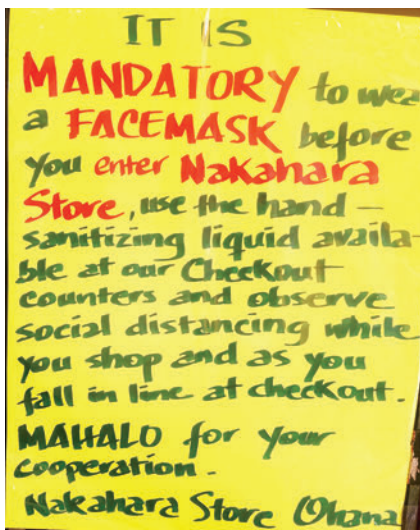 IT IS
MANDATORY to wea
a FACEMASK before
you enter Nakahara
Store, use the hand-
sanitizing liquid availa-
ble at our Checkout
counters and observe
social distancing while
you shop and as you
fall in line at checkout.
MAHALO for your
cooperation.
Nakahara Store Ohana